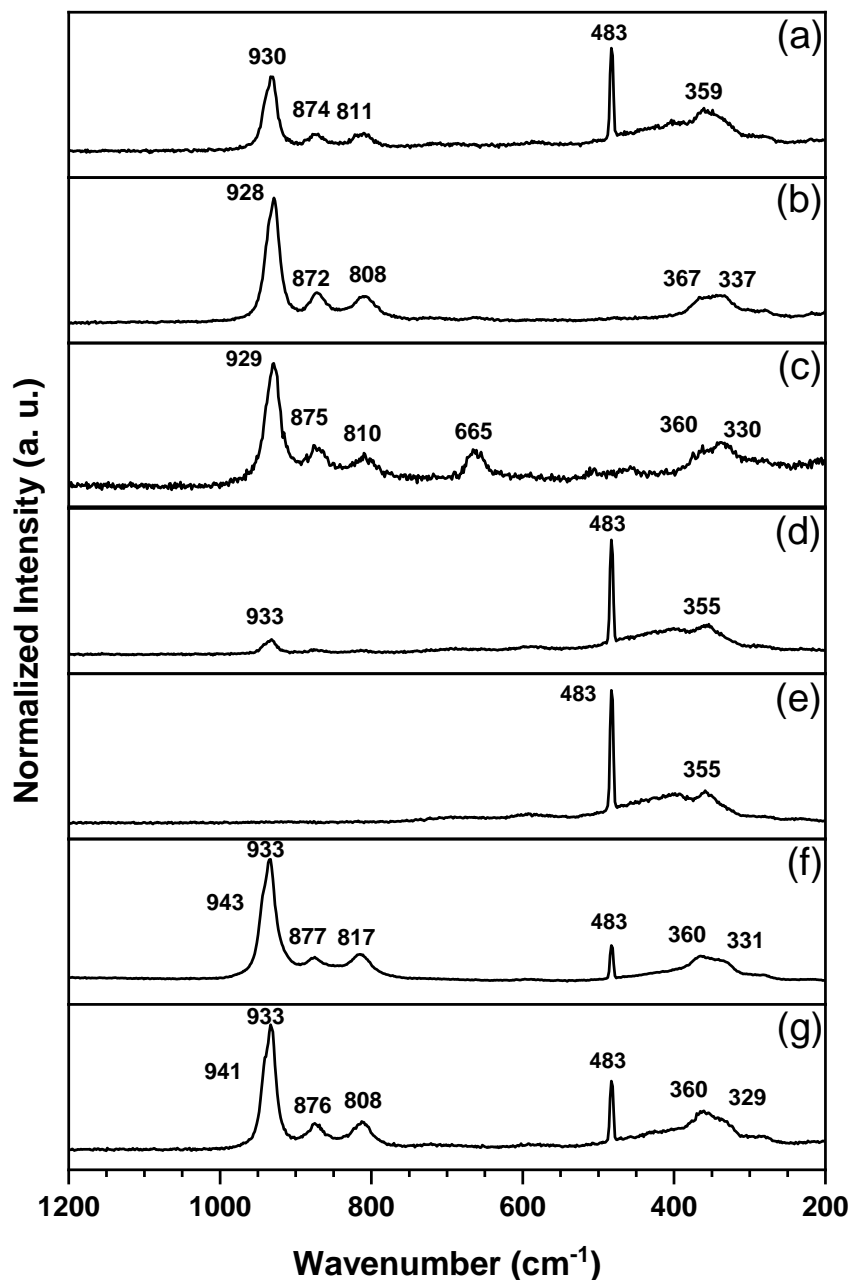 (a)
483
930
874 811
359
(b)
928
872 808
367 337
(c)
929
875
810
665
360 330
(d)
483
933
355
(e)
483
355
(f)
933
943
877 817
483
360 331
(g)
933
941
876 808
483
360 329
Normalized Intensity (a. u.)
1200 1000 800 600 400 200
Wavenumber (cm⁻¹)